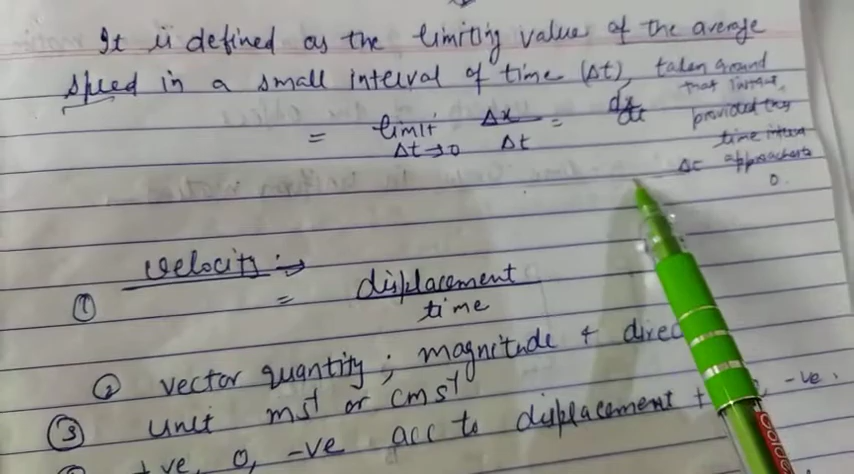 It is defined as the limiting value of the average
speed in a small interval of time (Δt), taken around
that instant,
provided the
time interval
Δt approaches to
0.
= limit Δt→0 Δx/Δt = dx/dt
Velocity :→
① = displacement / time
② vector quantity ; magnitude + direc
③ unit ms⁻¹ or cms⁻¹
+ve, 0, -ve acc to displacement + -ve.